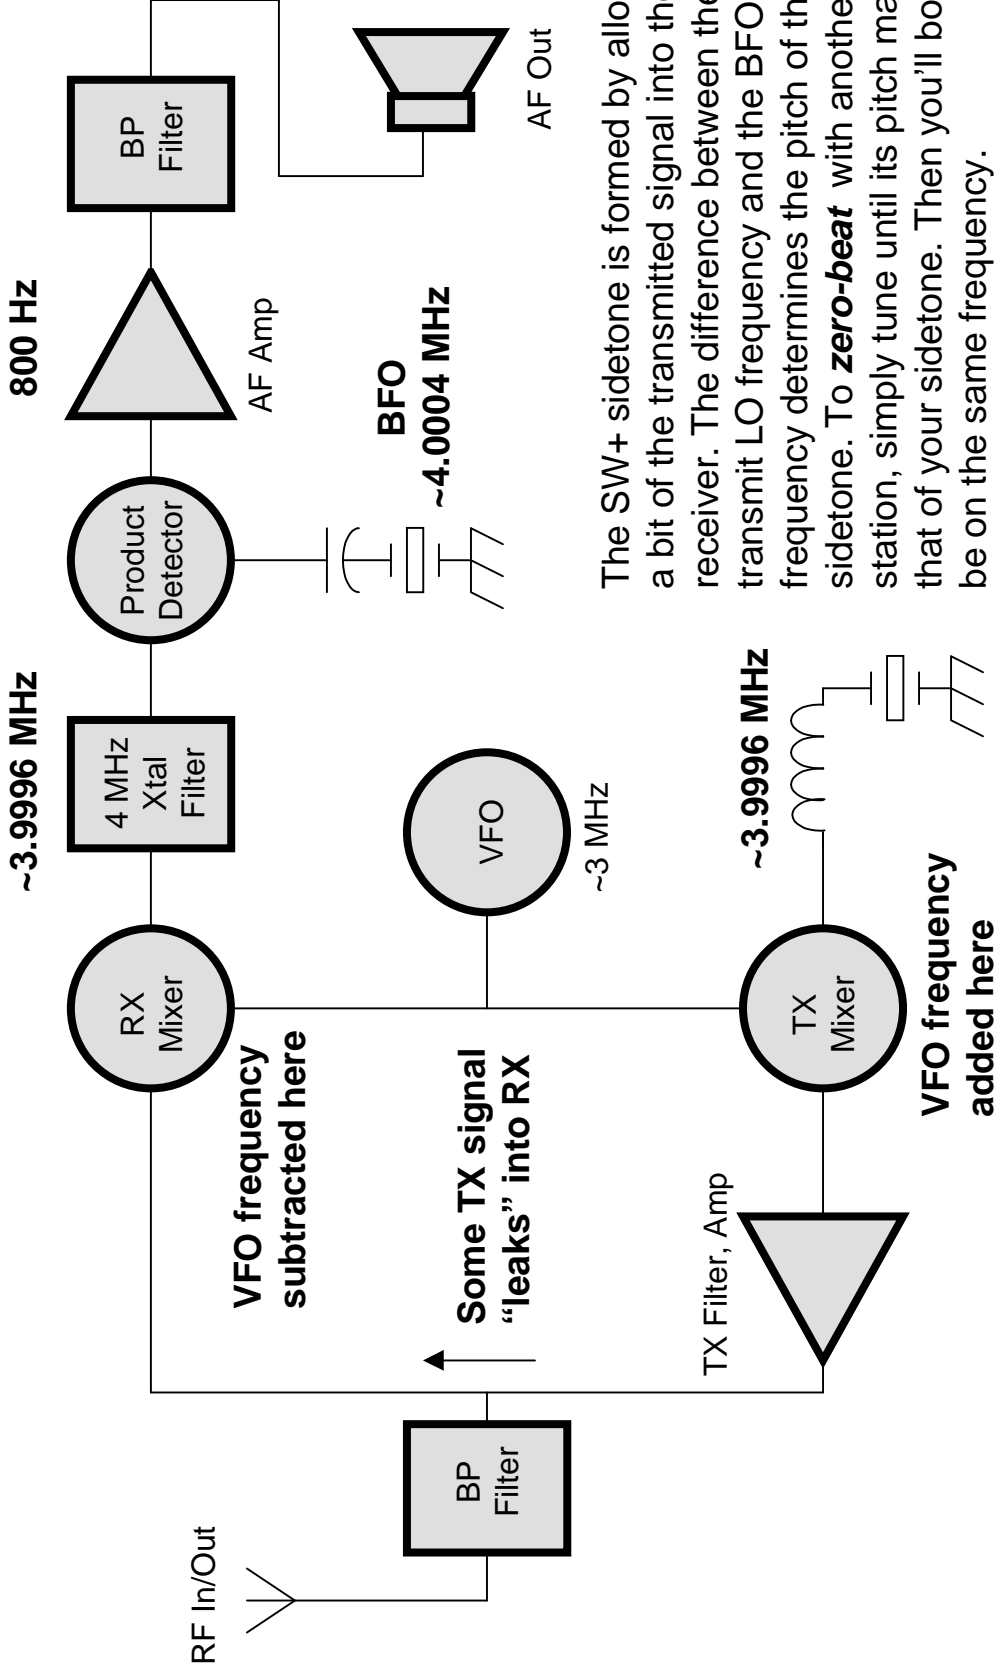 ~3.9996 MHz
800 Hz
RX
Mixer
4 MHz
Xtal
Filter
Product
Detector
AF Amp
BP
Filter
VFO frequency
subtracted here
BFO
~4.0004 MHz
AF Out
RF In/Out
BP
Filter
Some TX signal
“leaks” into RX
VFO
~3 MHz
TX Filter, Amp
TX
Mixer
~3.9996 MHz
VFO frequency
added here
The SW+ sidetone is formed by allo
a bit of the transmitted signal into the
receiver. The difference between the
transmit LO frequency and the BFO
frequency determines the pitch of th
sidetone. To zero-beat with another
station, simply tune until its pitch ma
that of your sidetone. Then you’ll bo
be on the same frequency.